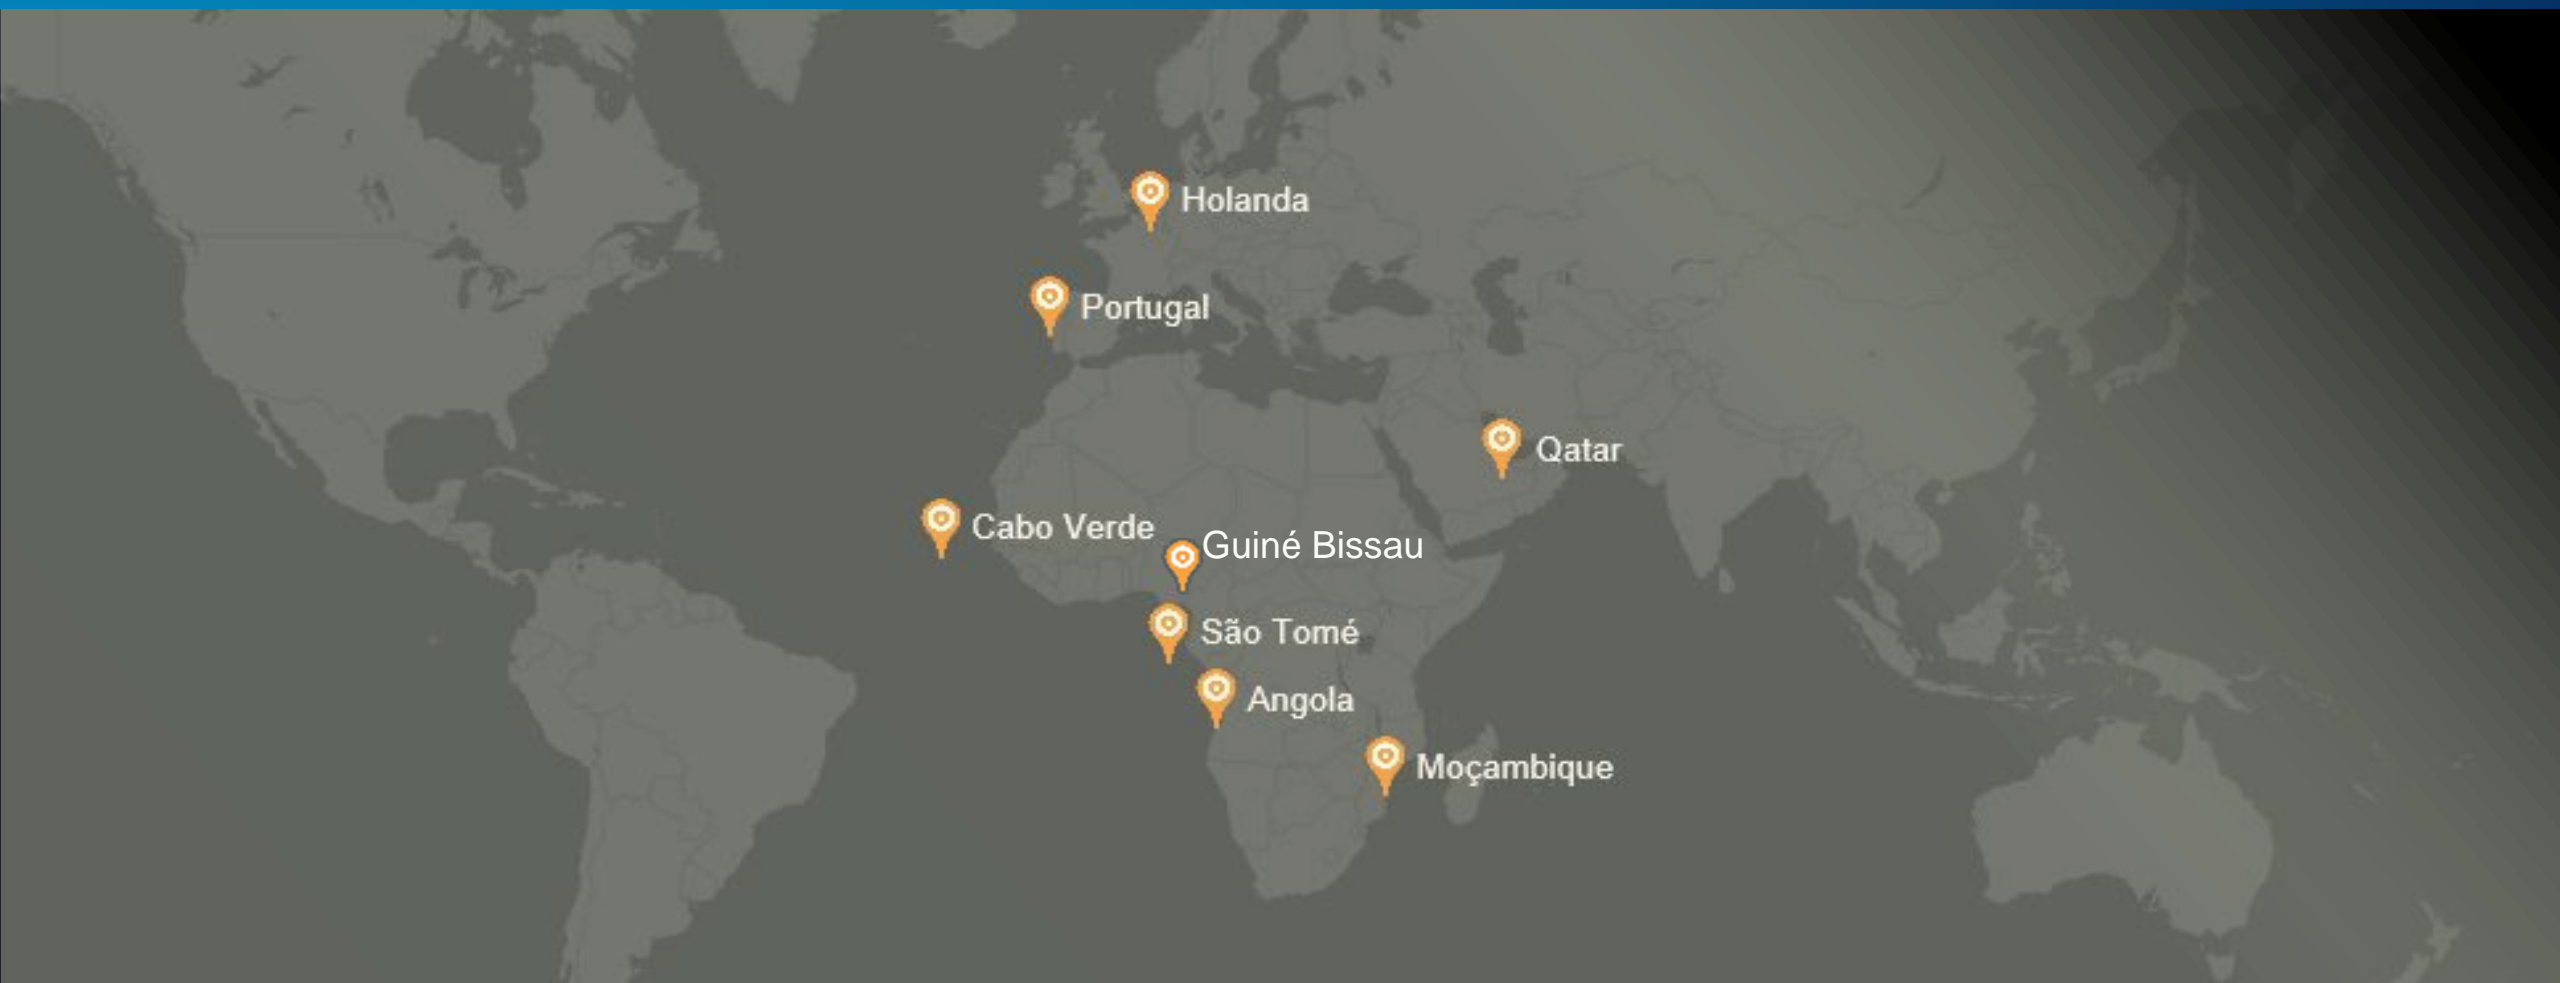 Holanda
Portugal
Qatar
Cabo Verde
Guiné Bissau
São Tomé
Angola
Moçambique